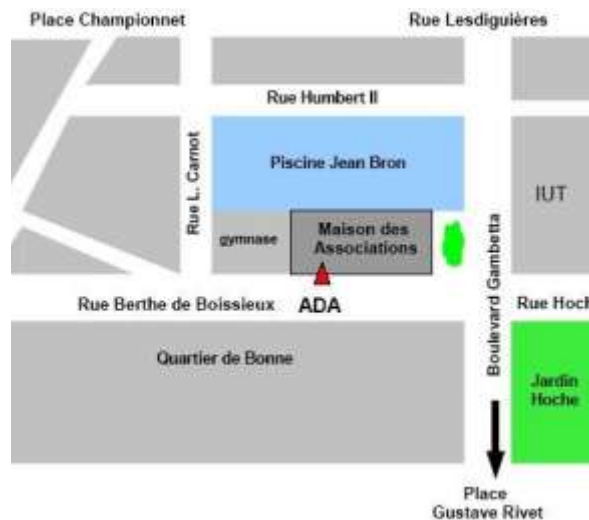 Place Championnet
Rue Lesdiguières
Rue Humbert II
Rue L. Carnot
Piscine Jean Bron
IUT
gymnase
Maison des
Associations
Boulevard Gambetta
Rue Berthe de Boissieux
ADA
Rue Hoch
Quartier de Bonne
Jardin
Hoche
Place
Gustave Rivet